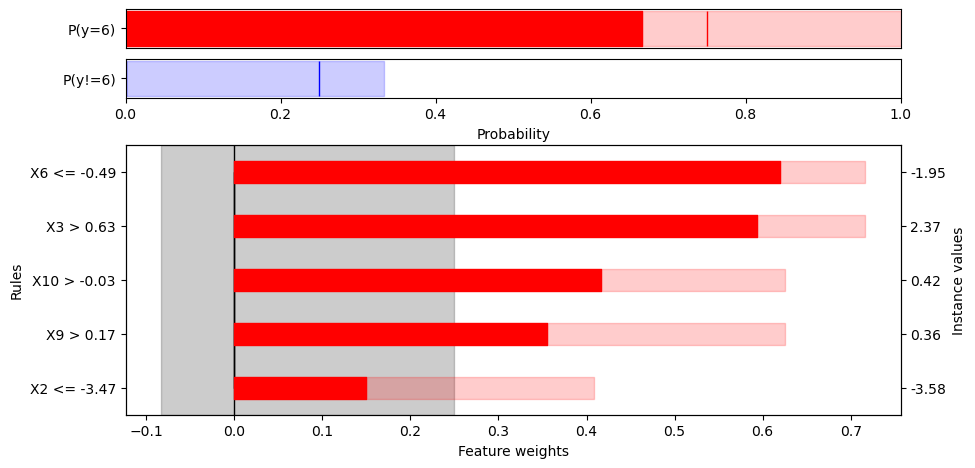 P(y=6)
P(y!=6)
0.0 0.2 0.4 0.6 0.8 1.0
Probability
X6 <= -0.49 -1.95
X3 > 0.63 2.37
X10 > -0.03 0.42
X9 > 0.17 0.36
X2 <= -3.47 -3.58
Rules
Instance values
−0.1 0.0 0.1 0.2 0.3 0.4 0.5 0.6 0.7
Feature weights